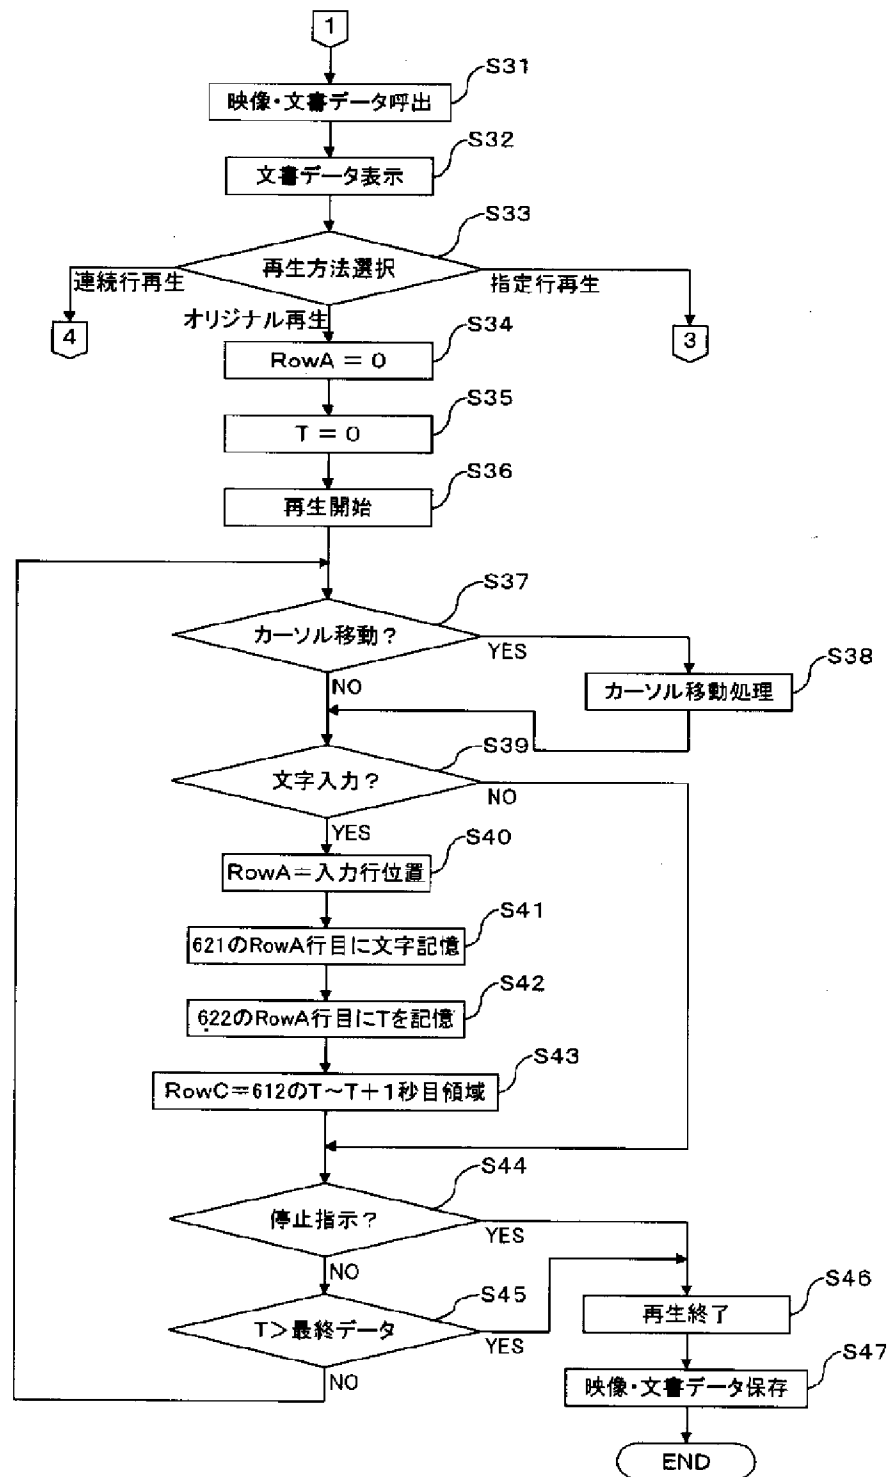 1
S31
映像・文書データ呼出
S32
文書データ表示
S33
再生方法選択
連続行再生
指定行再生
オリジナル再生
4
3
S34
RowA = 0
S35
T = 0
S36
再生開始
S37
カーソル移動?
YES
NO
S38
カーソル移動処理
S39
文字入力?
NO
YES
S40
RowA=入力行位置
S41
621のRowA行目に文字記憶
S42
622のRowA行目にTを記憶
S43
RowC=612のT~T+1秒目領域
S44
停止指示?
YES
NO
S45
T>最終データ
YES
NO
S46
再生終了
S47
映像・文書データ保存
END